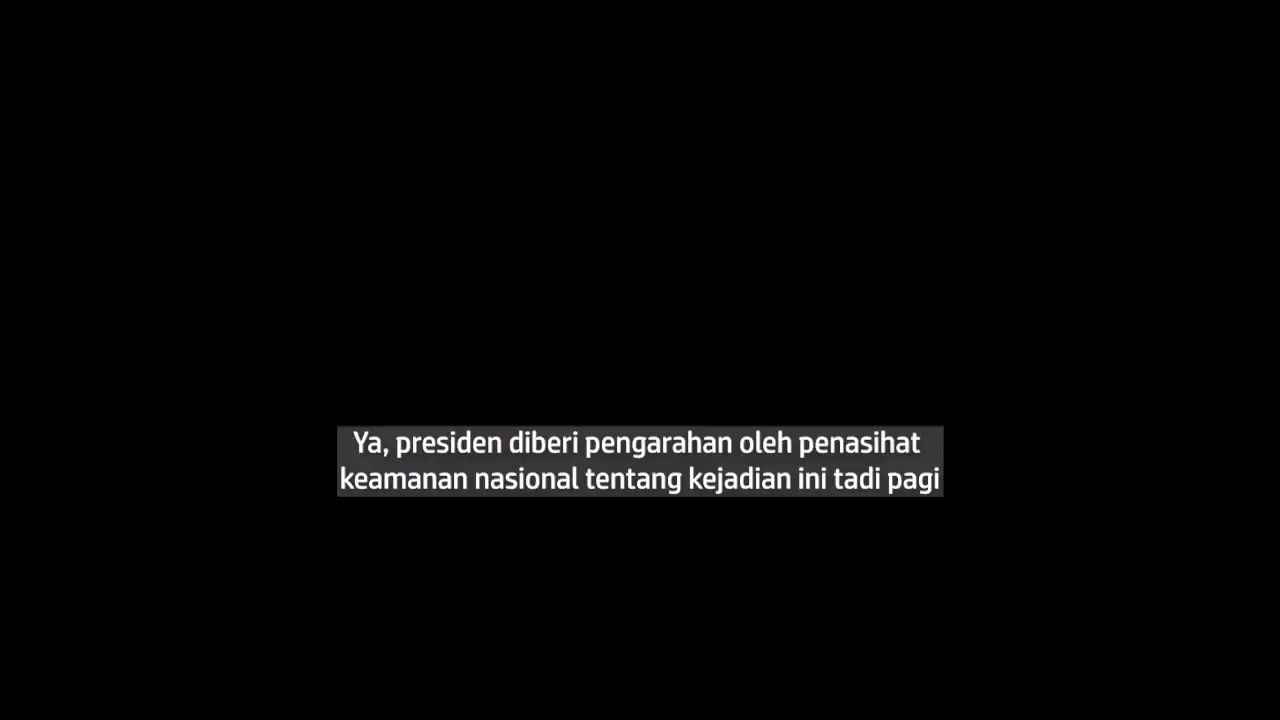 Ya, presiden diberi pengarahan oleh penasihat
keamanan nasional tentang kejadian ini tadi pagi